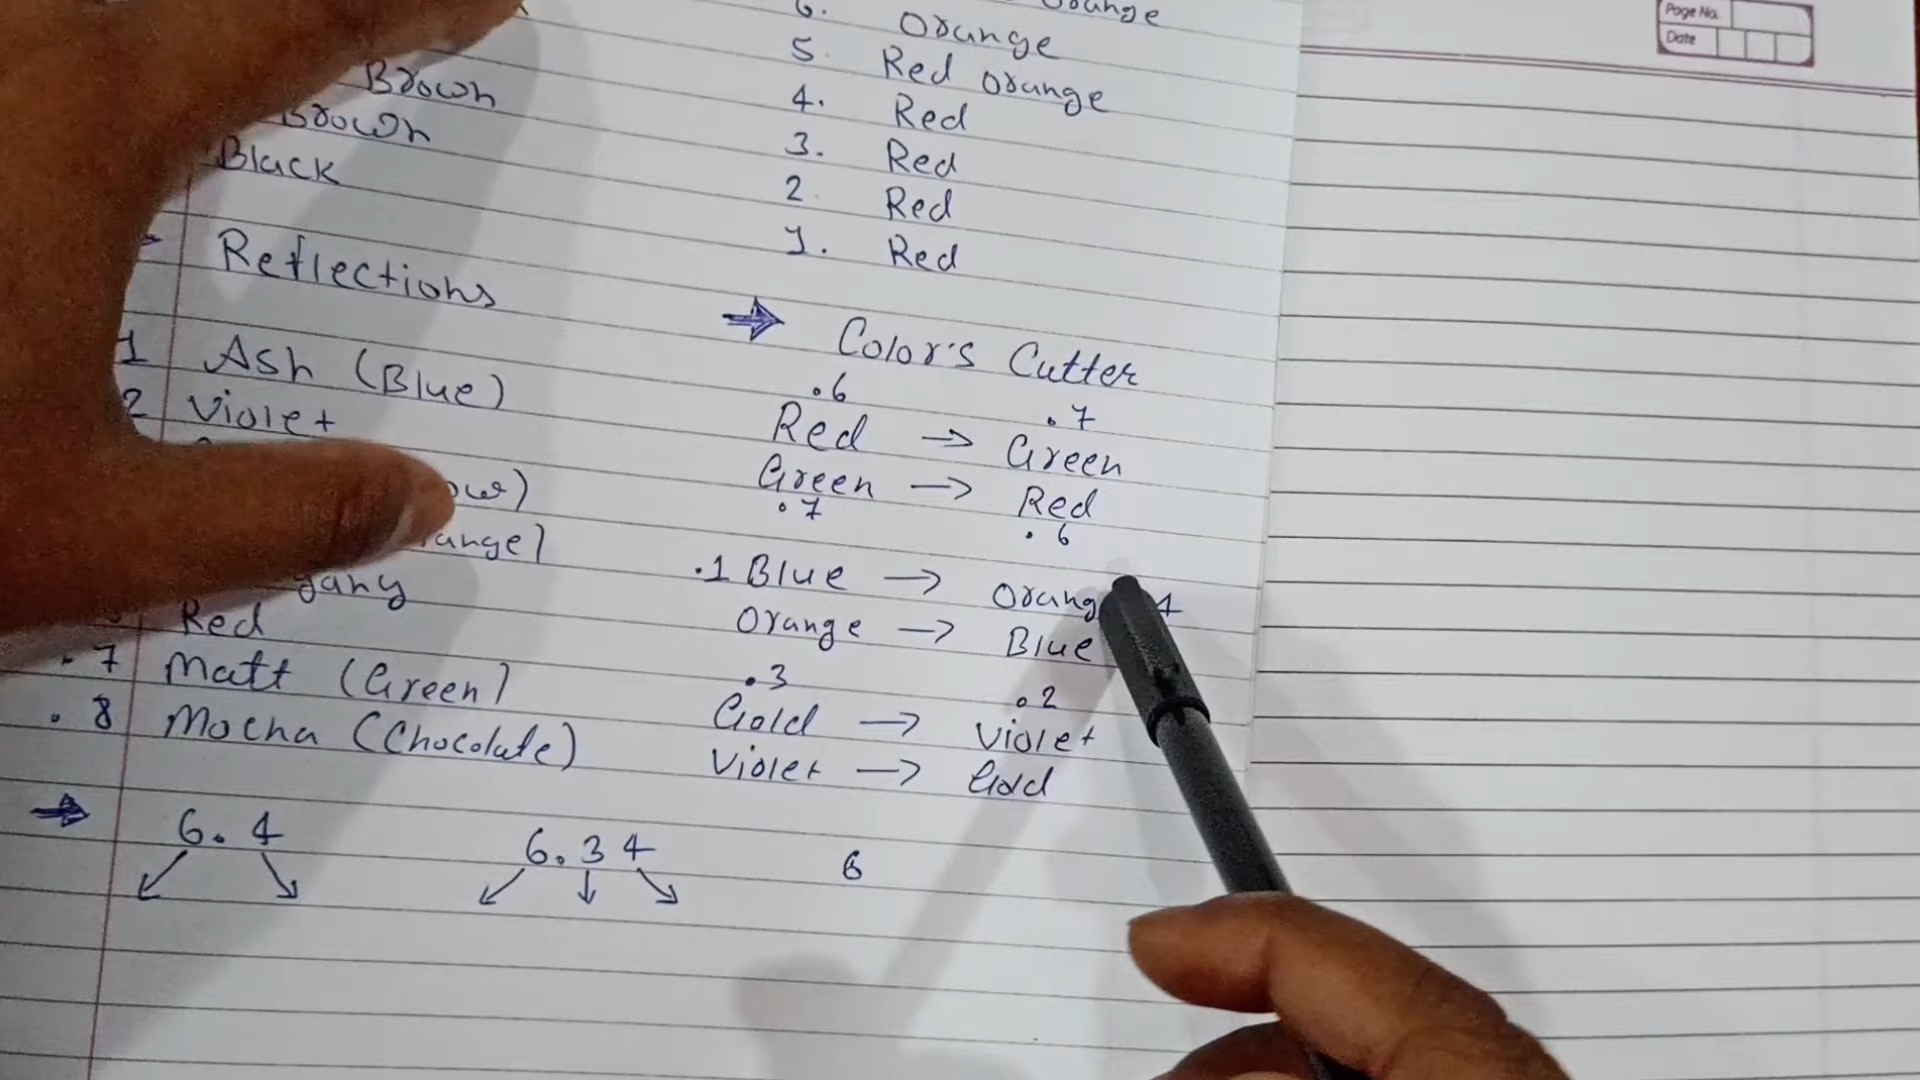 Orange
6. Orange
5. Red Orange
Brown
4. Red
Brown
3. Red
Black
2. Red
1. Red
Reflections
Color's Cutter
1 Ash (Blue)
.6 .7
Red → Green
2 Violet
Green → Red
.7 .6
.1 Blue → Orang 4
Orange → Blue
Red
.7 Matt (Green)
.3 .2
Gold → Violet
.8 Mocha (Chocolate)
Violet → Gold
6.4 6.34 6
Page No.
Date